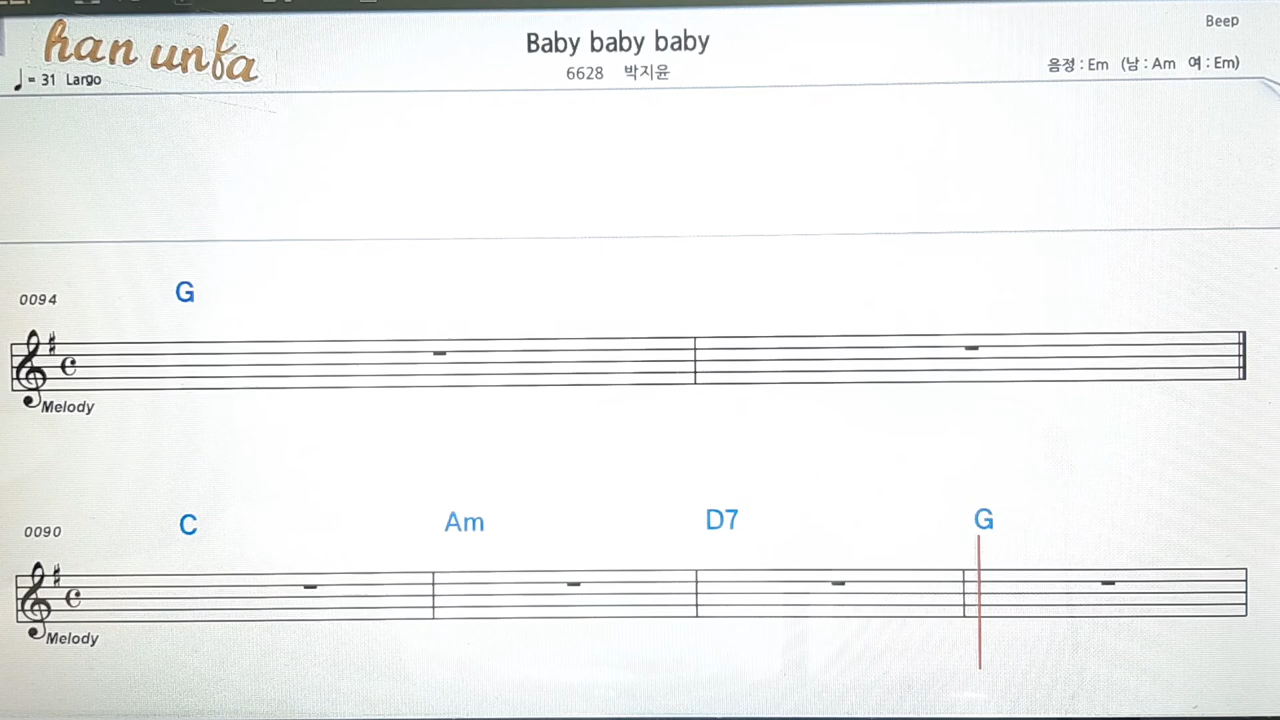 han unfa
Baby baby baby
Beep
♩= 31 Largo
6628 박지윤
음정 : Em (남 : Am 여 : Em)
0094 G
Melody
0090 C Am D7 G
Melody